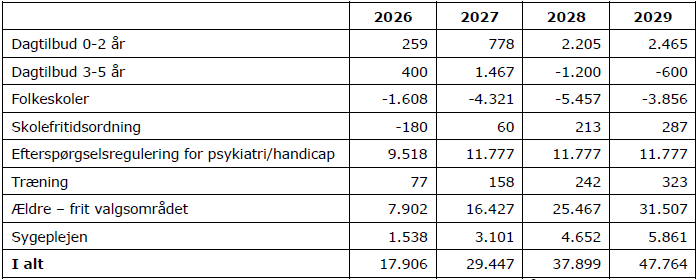 2026 2027 2028 2029
Dagtilbud 0-2 år 259 778 2.205 2.465
Dagtilbud 3-5 år 400 1.467 -1.200 -600
Folkeskoler -1.608 -4.321 -5.457 -3.856
Skolefritidsordning -180 60 213 287
Efterspørgselsregulering for psykiatri/handicap 9.518 11.777 11.777 11.777
Træning 77 158 242 323
Ældre – frit valgsområdet 7.902 16.427 25.467 31.507
Sygeplejen 1.538 3.101 4.652 5.861
I alt 17.906 29.447 37.899 47.764